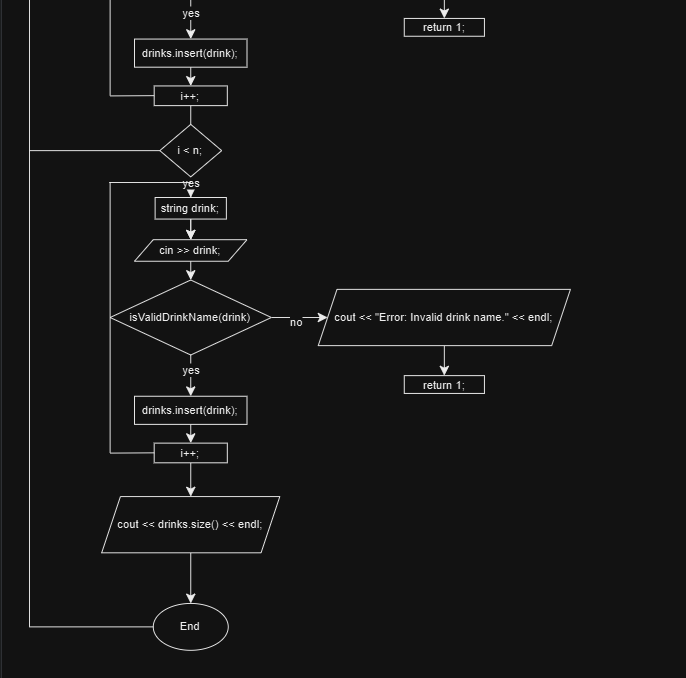 yes
return 1;
drinks.insert(drink);
i++;
i < n;
yes
string drink;
cin >> drink;
isValidDrinkName(drink)
no
cout << "Error: Invalid drink name." << endl;
yes
return 1;
drinks.insert(drink);
i++;
cout << drinks.size() << endl;
End